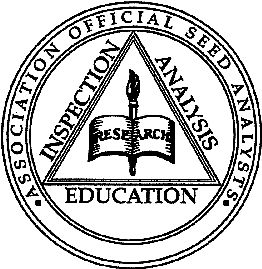 • ASSOCIATION OFFICIAL SEED ANALYSTS •
INSPECTION
ANALYSIS
RESEARCH
EDUCATION